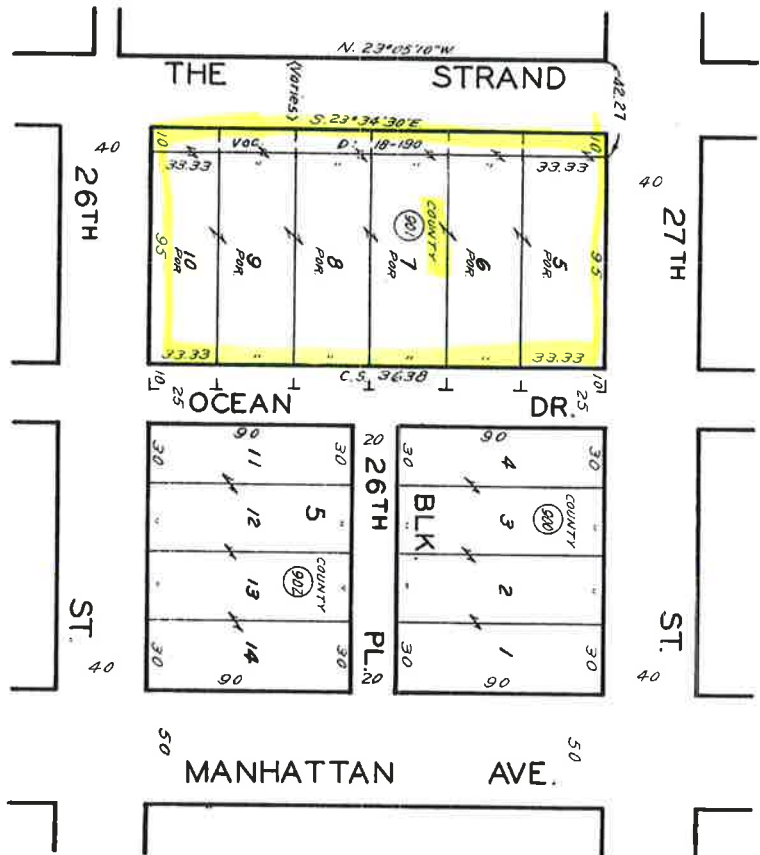 N. 23°05'10"W
THE STRAND
(Varies)
42.27
S. 23°34'30"E
40
10
VAC.
D: 18-190
10
40
33.33 " " " " 33.33
26TH
27TH
95
COUNTY
901
95
10 POR.
9 POR.
8 POR.
7 POR.
6 POR.
5 POR.
33.33 " " " 33.33
C.S. 3638
10
25
10
25
OCEAN DR.
90
20
90
30
11
30
26TH
30
4
30
"
12
5
"
BLK.
"
3
COUNTY
900
"
"
13
COUNTY
902
"
"
2
"
ST.
30
14
30
PL.
30
1
30
ST.
40
90
20
90
40
50
50
MANHATTAN AVE.